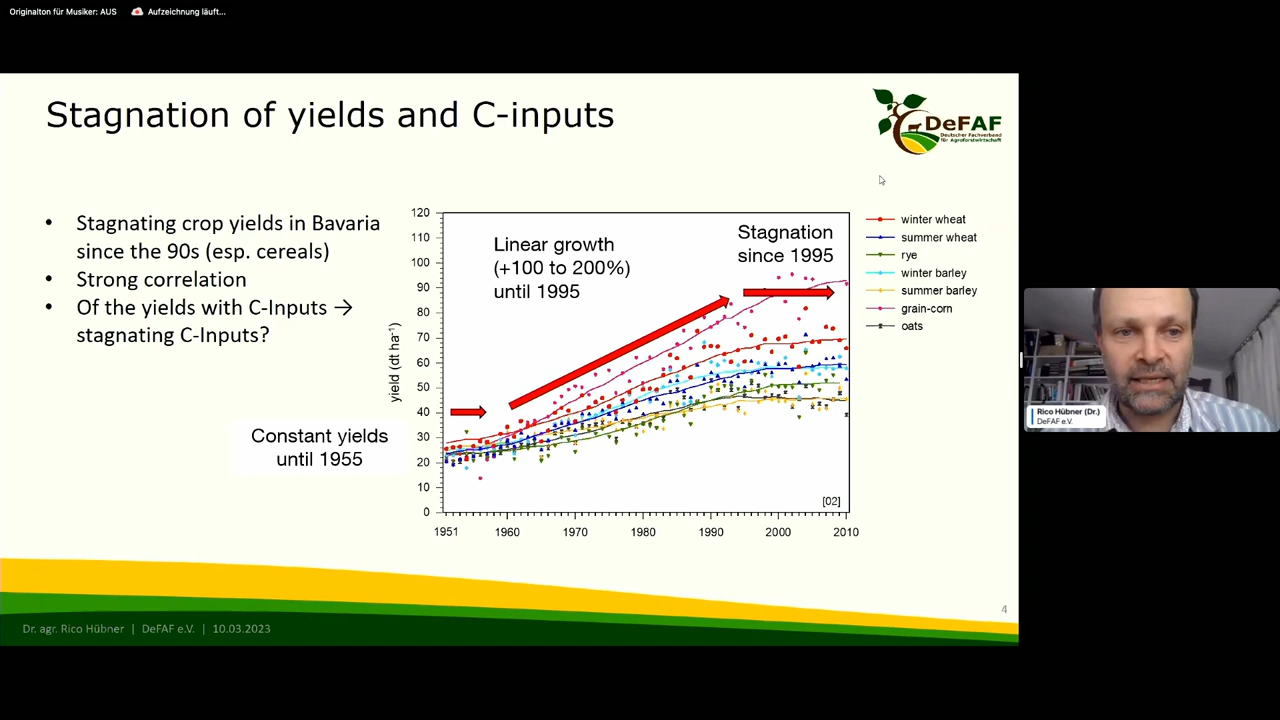 Originalton für Musiker: AUS
Aufzeichnung läuft...
Stagnation of yields and C-inputs
DeFAF
Deutscher Fachverband
für Agroforstwirtschaft
• Stagnating crop yields in Bavaria
since the 90s (esp. cereals)
• Strong correlation
• Of the yields with C-Inputs →
stagnating C-Inputs?
Constant yields
until 1955
Linear growth
(+100 to 200%)
until 1995
Stagnation
since 1995
yield (dt ha⁻¹)
120
110
100
90
80
70
60
50
40
30
20
10
0
1951 1960 1970 1980 1990 2000 2010
[02]
winter wheat
summer wheat
rye
winter barley
summer barley
grain-corn
oats
Rico Hübner (Dr.)
DeFAF e.V.
4
Dr. agr. Rico Hübner | DeFAF e.V. | 10.03.2023